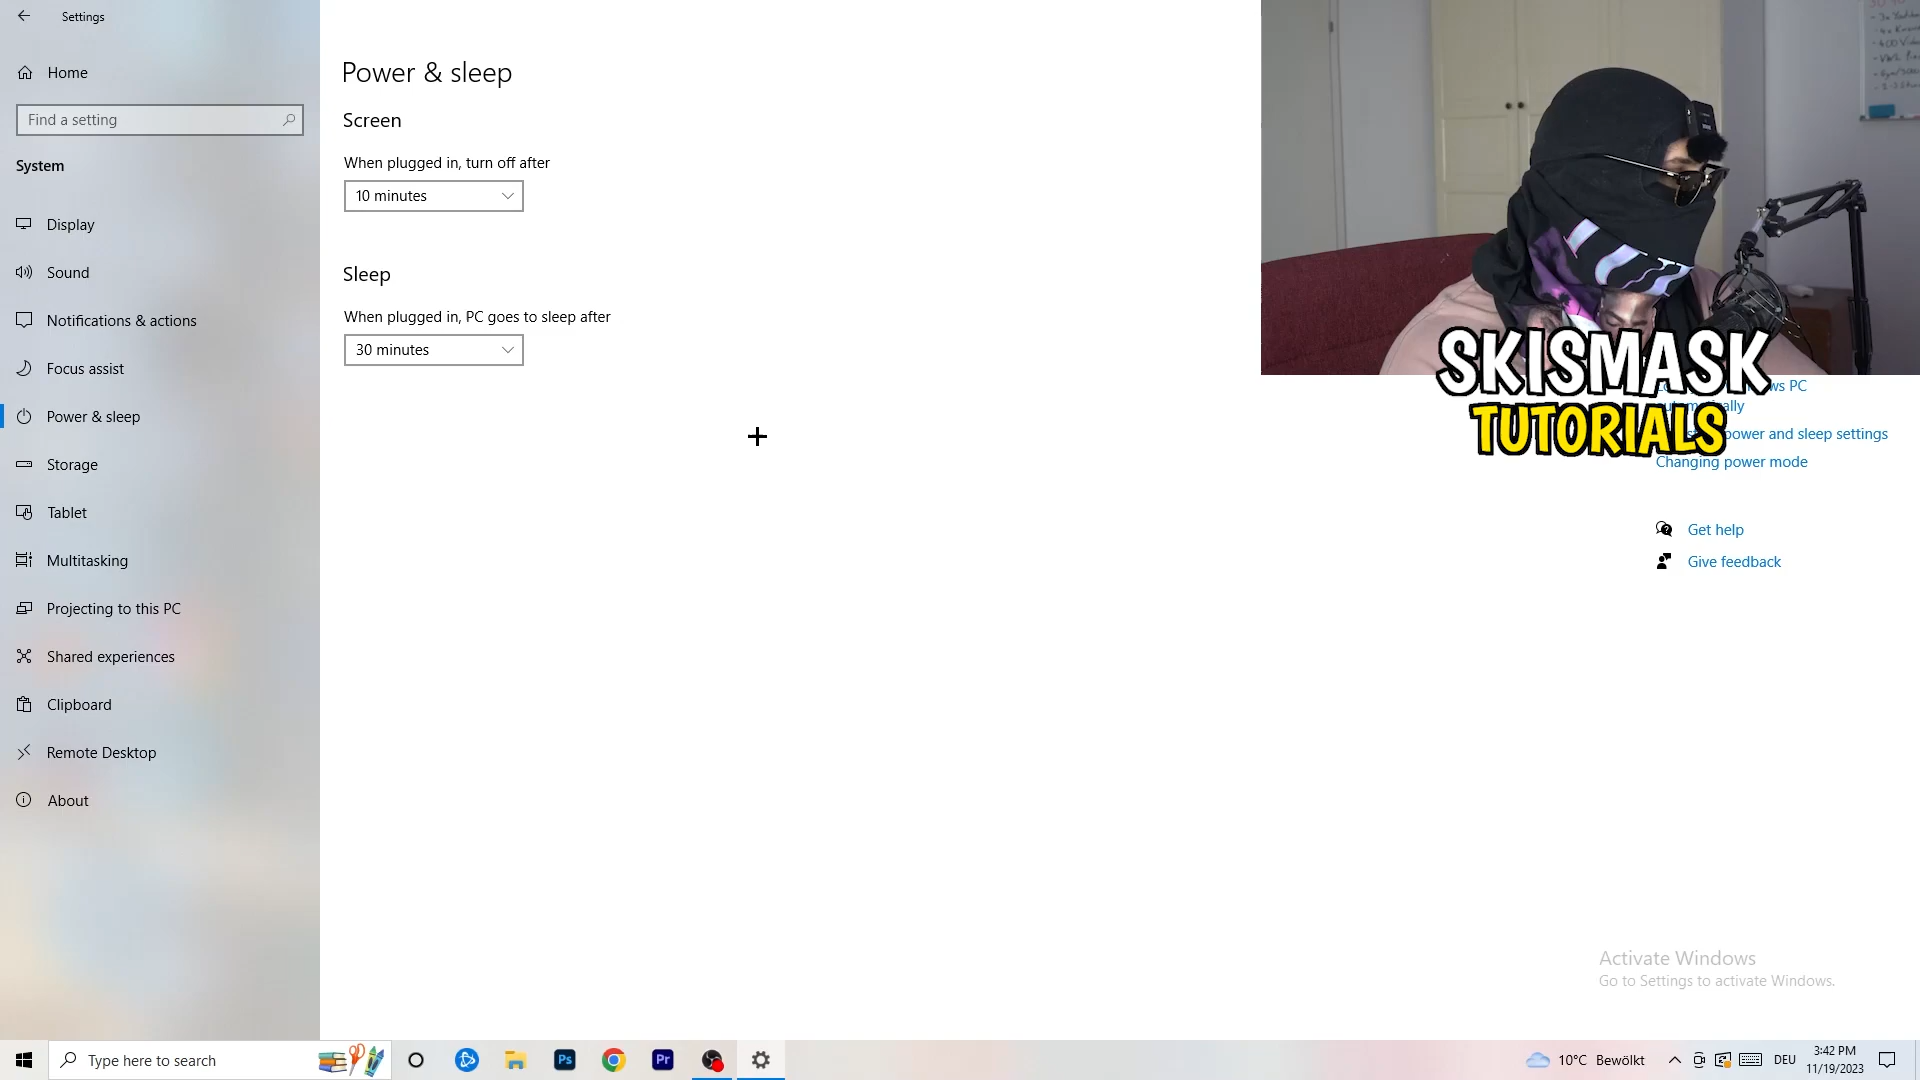 Settings
Home
Find a setting
System
Display
Sound
Notifications & actions
Focus assist
Power & sleep
Storage
Tablet
Multitasking
Projecting to this PC
Shared experiences
Clipboard
Remote Desktop
About
Power & sleep
Screen
When plugged in, turn off after
10 minutes
Sleep
When plugged in, PC goes to sleep after
30 minutes
SKISMASK
TUTORIALS
PC
power and sleep settings
Changing power mode
Get help
Give feedback
Activate Windows
Go to Settings to activate Windows.
Type here to search
Ps
Pr
10°C Bewölkt
DEU
3:42 PM
11/19/2023